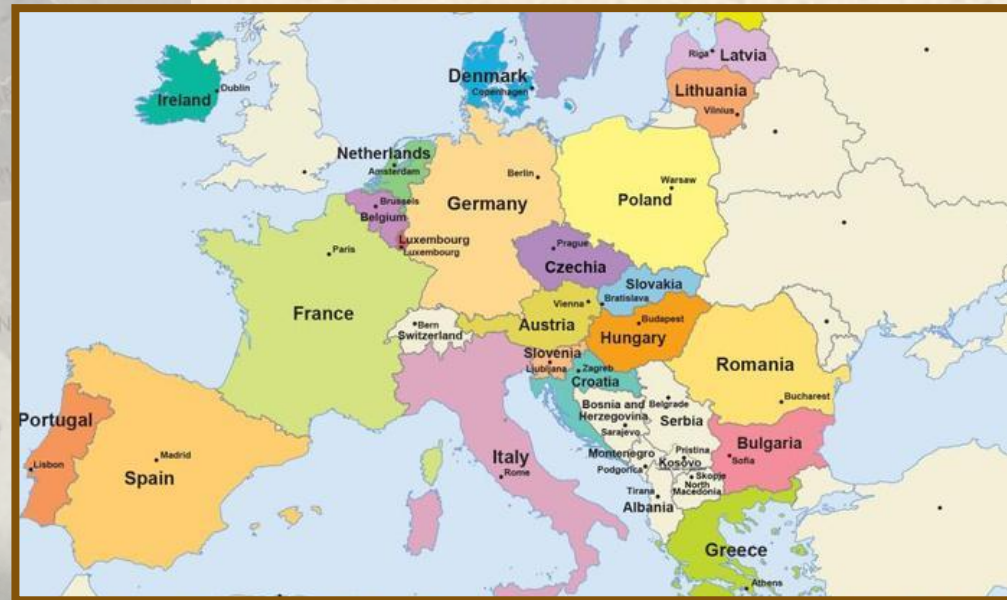 Latvia
Riga
Denmark
Copenhagen
Lithuania
Vilnius
Ireland
Dublin
Netherlands
Amsterdam
Berlin
Warsaw
Germany
Poland
Brussels
Belgium
Luxembourg
Luxembourg
Paris
Prague
Czechia
Slovakia
Vienna
Bratislava
France
Bern
Switzerland
Austria
Budapest
Hungary
Slovenia
Ljubljana
Zagreb
Croatia
Romania
Bucharest
Bosnia and
Herzegovina
Sarajevo
Belgrade
Serbia
Portugal
Lisbon
Madrid
Spain
Italy
Rome
Montenegro
Podgorica
Pristina
Kosovo
Bulgaria
Sofia
Skopje
North
Macedonia
Tirana
Albania
Greece
Athens